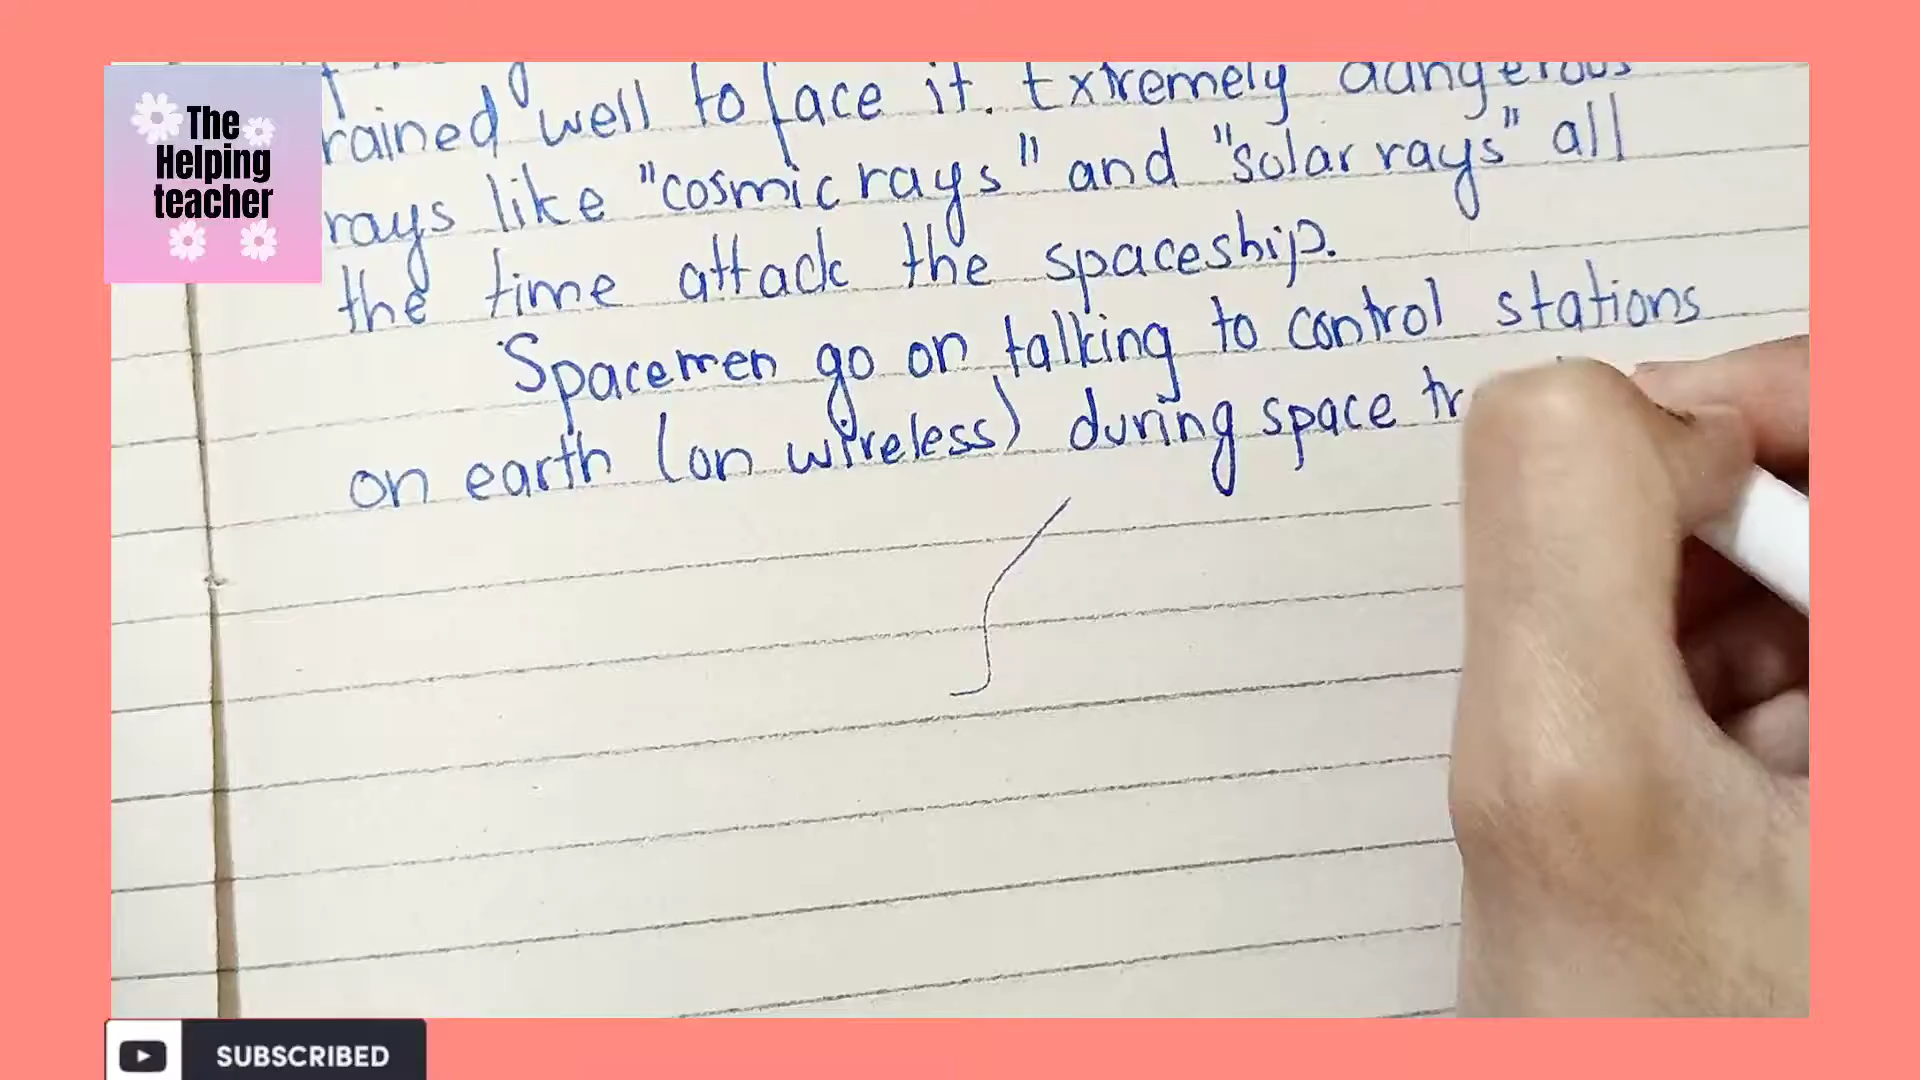 The
Helping
teacher
rained well to face it. Extremely dangerous
rays like "cosmic rays" and "solar rays" all
the time attack the spaceship.
Spacemen go on talking to control stations
on earth (on wireless) during space
SUBSCRIBED